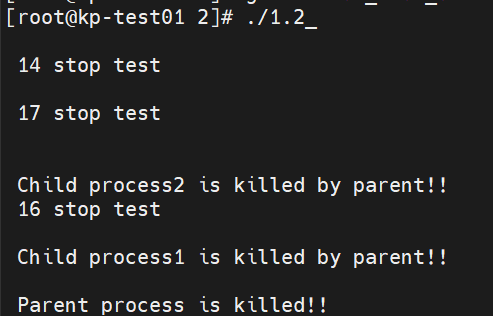 [root@kp-test01 2]# ./1.2_
14 stop test
17 stop test
Child process2 is killed by parent!!
16 stop test
Child process1 is killed by parent!!
Parent process is killed!!